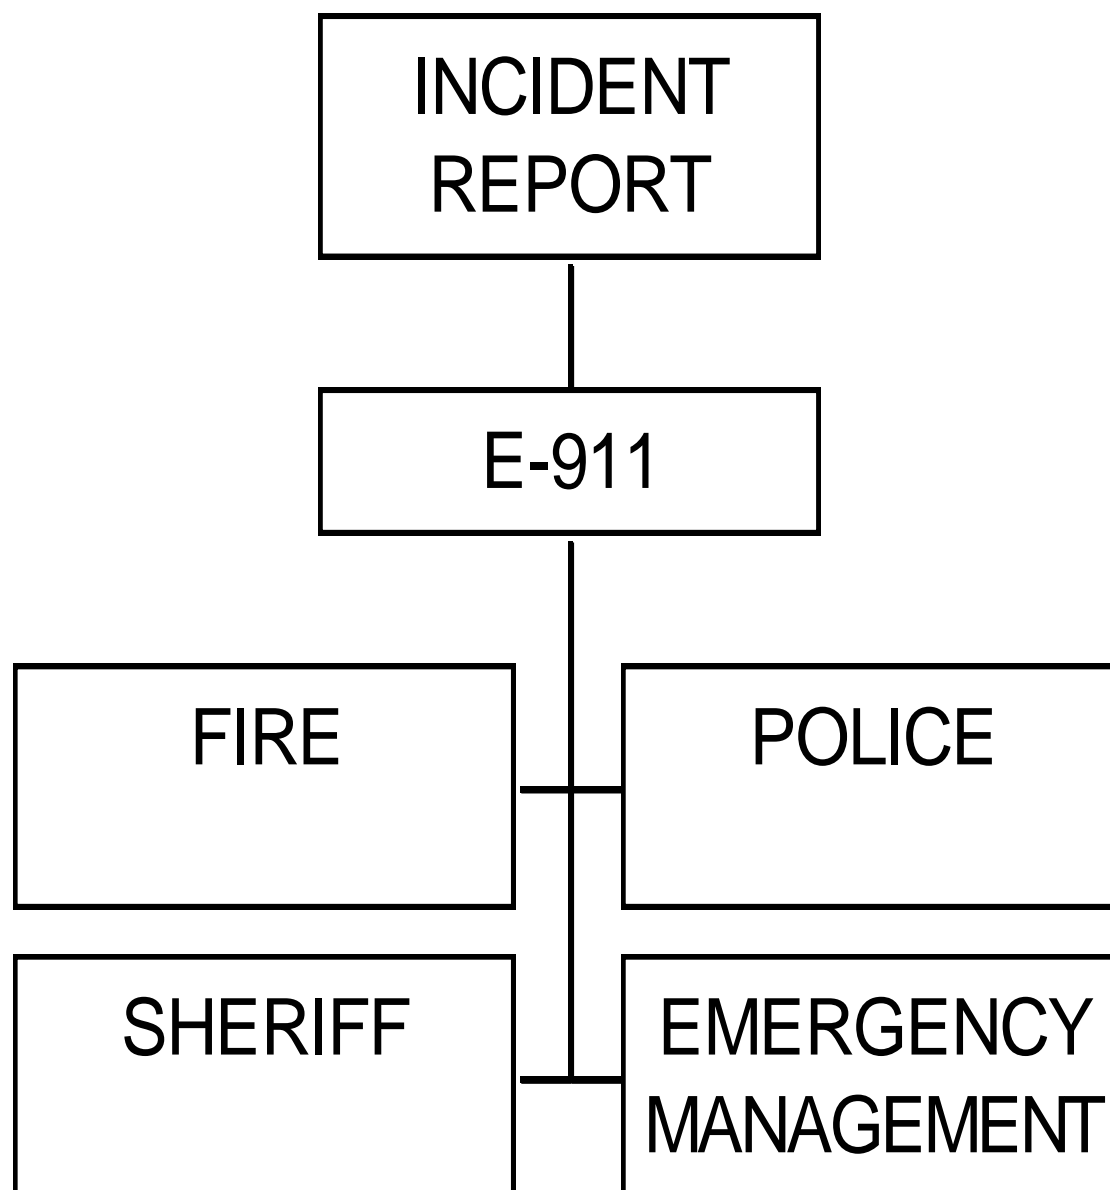 INCIDENT
REPORT
E-911
FIRE
POLICE
SHERIFF
EMERGENCY
MANAGEMENT